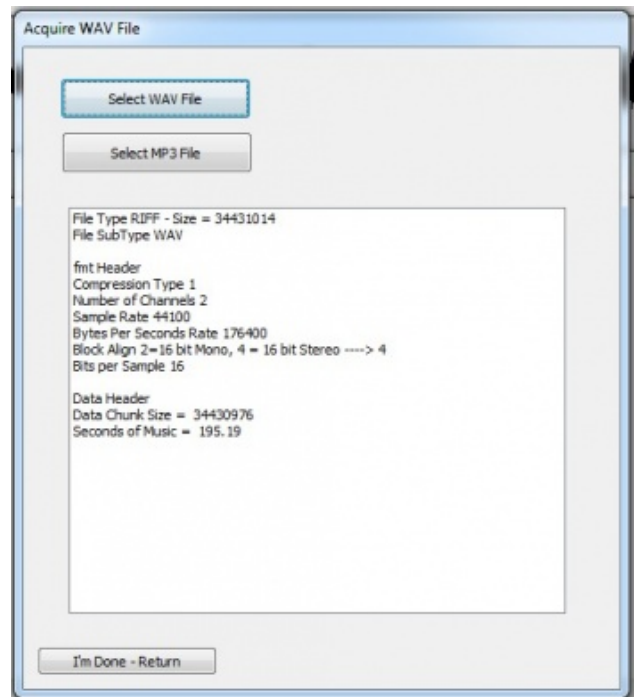 Acquire WAV File
Select WAV File
Select MP3 File
File Type RIFF - Size = 34431014
File SubType WAV
fmt Header
Compression Type 1
Number of Channels 2
Sample Rate 44100
Bytes Per Seconds Rate 176400
Block Align 2=16 bit Mono, 4 = 16 bit Stereo ----> 4
Bits per Sample 16
Data Header
Data Chunk Size =  34430976
Seconds of Music =  195.19
I'm Done - Return